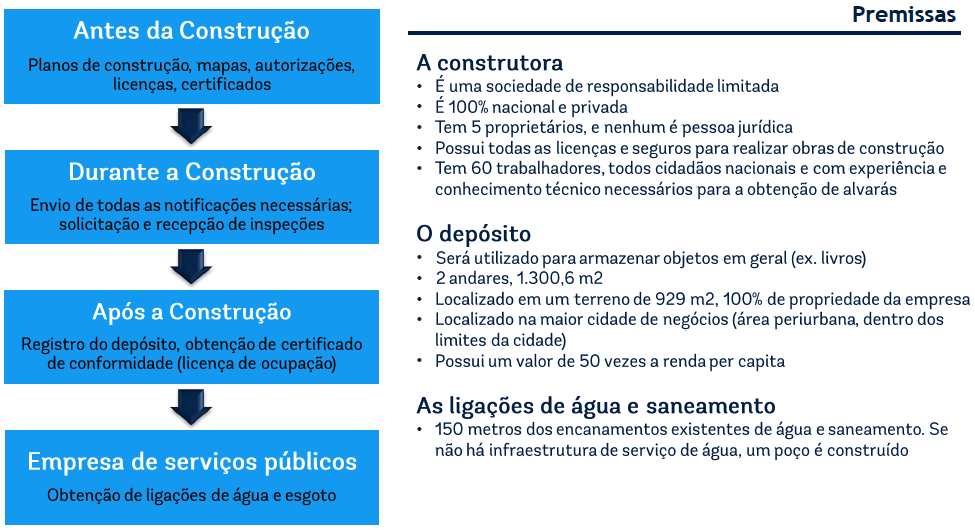 Antes da Construção
Planos de construção, mapas, autorizações,
licenças, certificados
Durante a Construção
Envio de todas as notificações necessárias;
solicitação e recepção de inspeções
Após a Construção
Registro do depósito, obtenção de certificado
de conformidade (licença de ocupação)
Empresa de serviços públicos
Obtenção de ligações de água e esgoto
Premissas
A construtora
• É uma sociedade de responsabilidade limitada
• É 100% nacional e privada
• Tem 5 proprietários, e nenhum é pessoa jurídica
• Possui todas as licenças e seguros para realizar obras de construção
• Tem 60 trabalhadores, todos cidadãos nacionais e com experiência e
conhecimento técnico necessários para a obtenção de alvarás
O depósito
• Será utilizado para armazenar objetos em geral (ex. livros)
• 2 andares, 1.300,6 m2
• Localizado em um terreno de 929 m2, 100% de propriedade da empresa
• Localizado na maior cidade de negócios (área periurbana, dentro dos
limites da cidade)
• Possui um valor de 50 vezes a renda per capita
As ligações de água e saneamento
• 150 metros dos encanamentos existentes de água e saneamento. Se
não há infraestrutura de serviço de água, um poço é construído